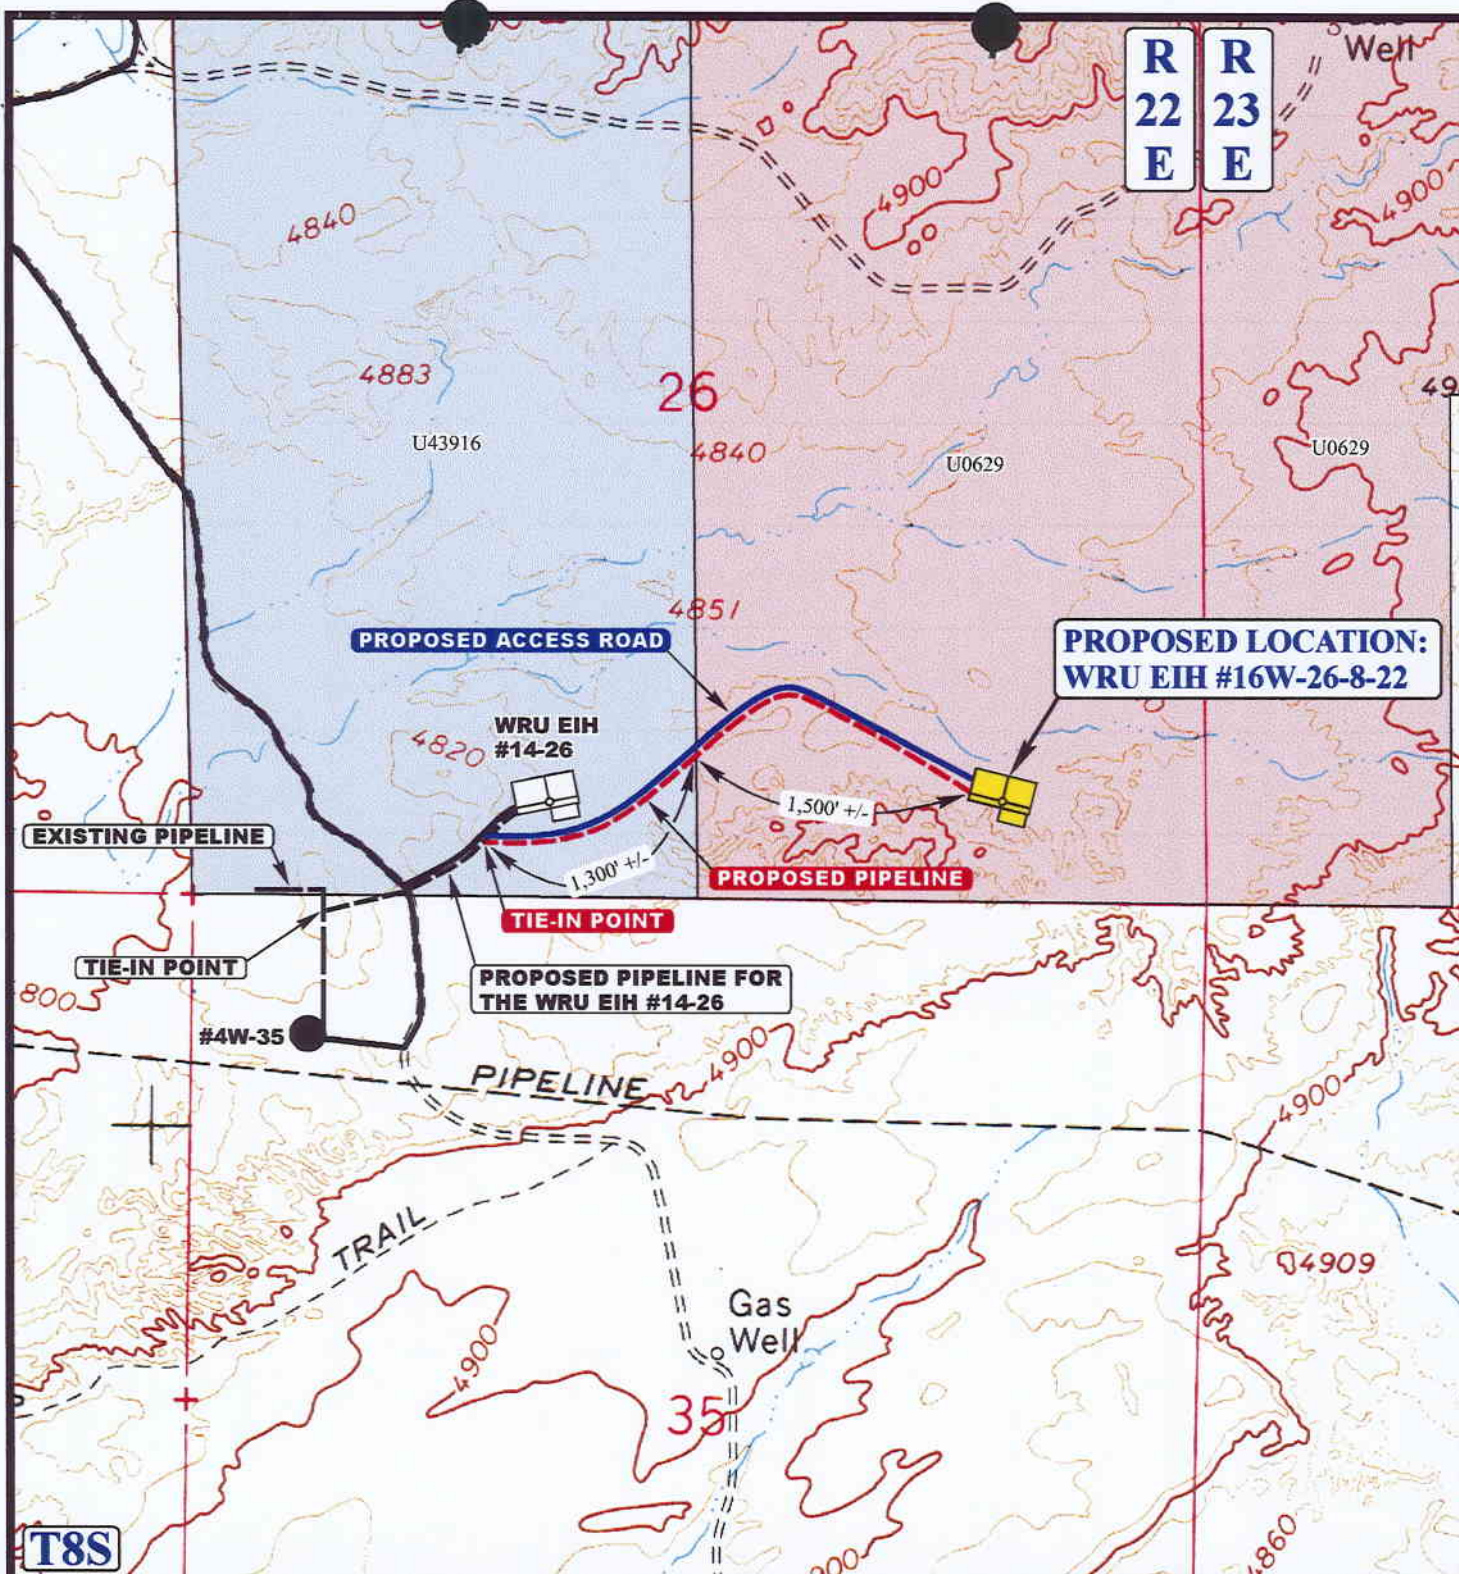 Well
R
22
E
R
23
E
4900
4900
4840
4883
26
49
U43916
4840
U0629
U0629
4851
PROPOSED ACCESS ROAD
PROPOSED LOCATION:
WRU EIH #16W-26-8-22
WRU EIH
#14-26
4820
1,500' +/-
EXISTING PIPELINE
1,300' +/-
PROPOSED PIPELINE
TIE-IN POINT
TIE-IN POINT
PROPOSED PIPELINE FOR
THE WRU EIH #14-26
800
#4W-35
4900
PIPELINE
4900
TRAIL
4909
Gas
Well
4900
35
T8S
900
4860